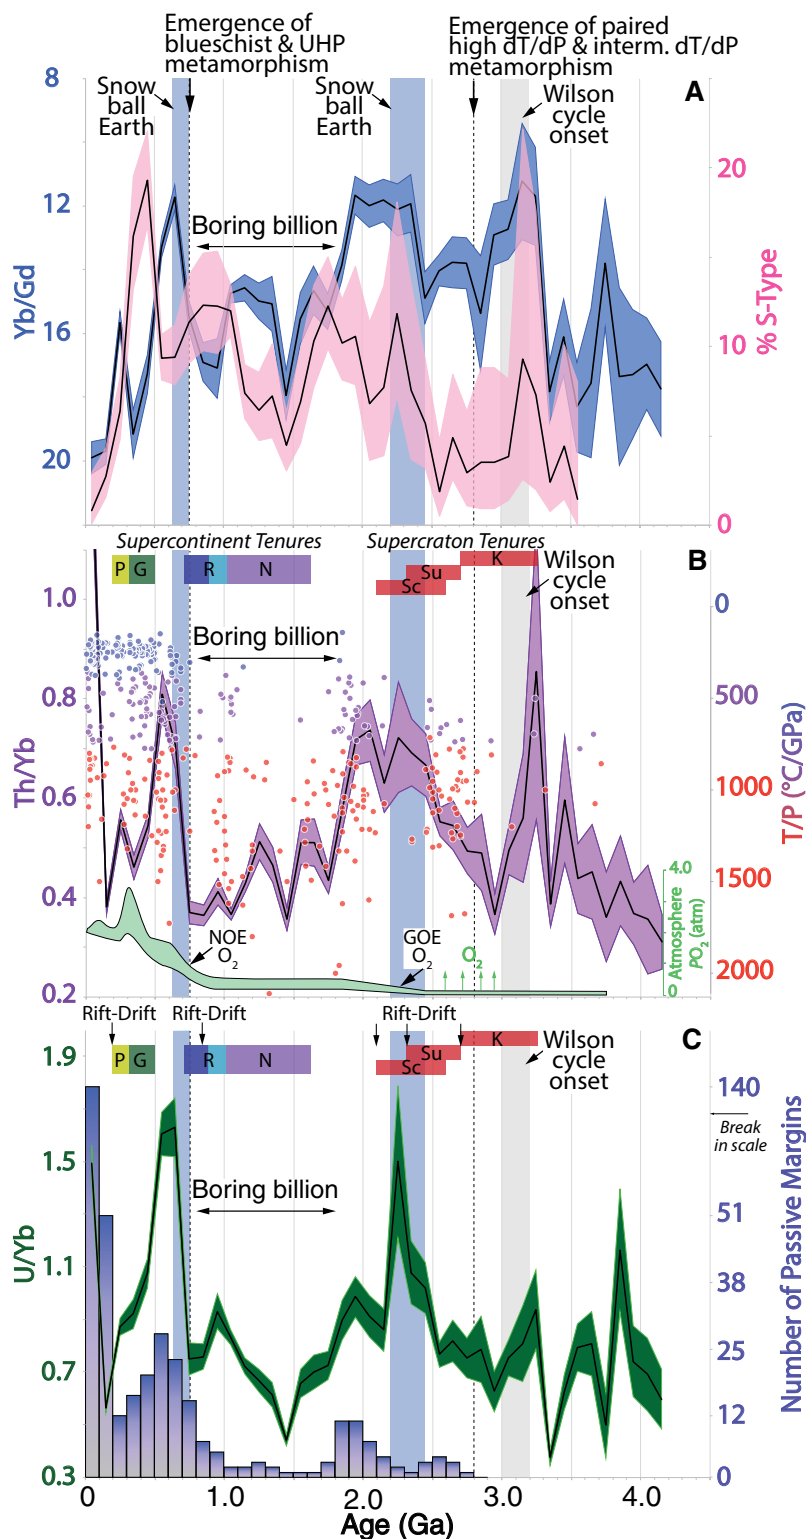 Emergence of
blueschist & UHP
metamorphism
Emergence of paired
high dT/dP & interm. dT/dP
metamorphism
8
12
16
20
Yb/Gd
Snow
ball
Earth
Snow
ball
Earth
A
Wilson
cycle
onset
Boring billion
20
10
0
% S-Type
Supercontinent Tenures
Supercraton Tenures
B
P
G
R
N
K
Su
Sc
Wilson
cycle
onset
Boring billion
1.0
0.8
0.6
0.4
0.2
Th/Yb
0
500
1000
1500
2000
T/P (°C/GPa)
4.0
0
Atmosphere
PO2 (atm)
NOE
O2
GOE
O2
O2
Rift-Drift
Rift-Drift
Rift-Drift
C
P
G
R
N
K
Su
Sc
Wilson
cycle
onset
Boring billion
1.9
1.5
1.1
0.7
0.3
U/Yb
140
Break
in scale
51
38
25
12
0
Number of Passive Margins
0
1.0
2.0
3.0
4.0
Age (Ga)